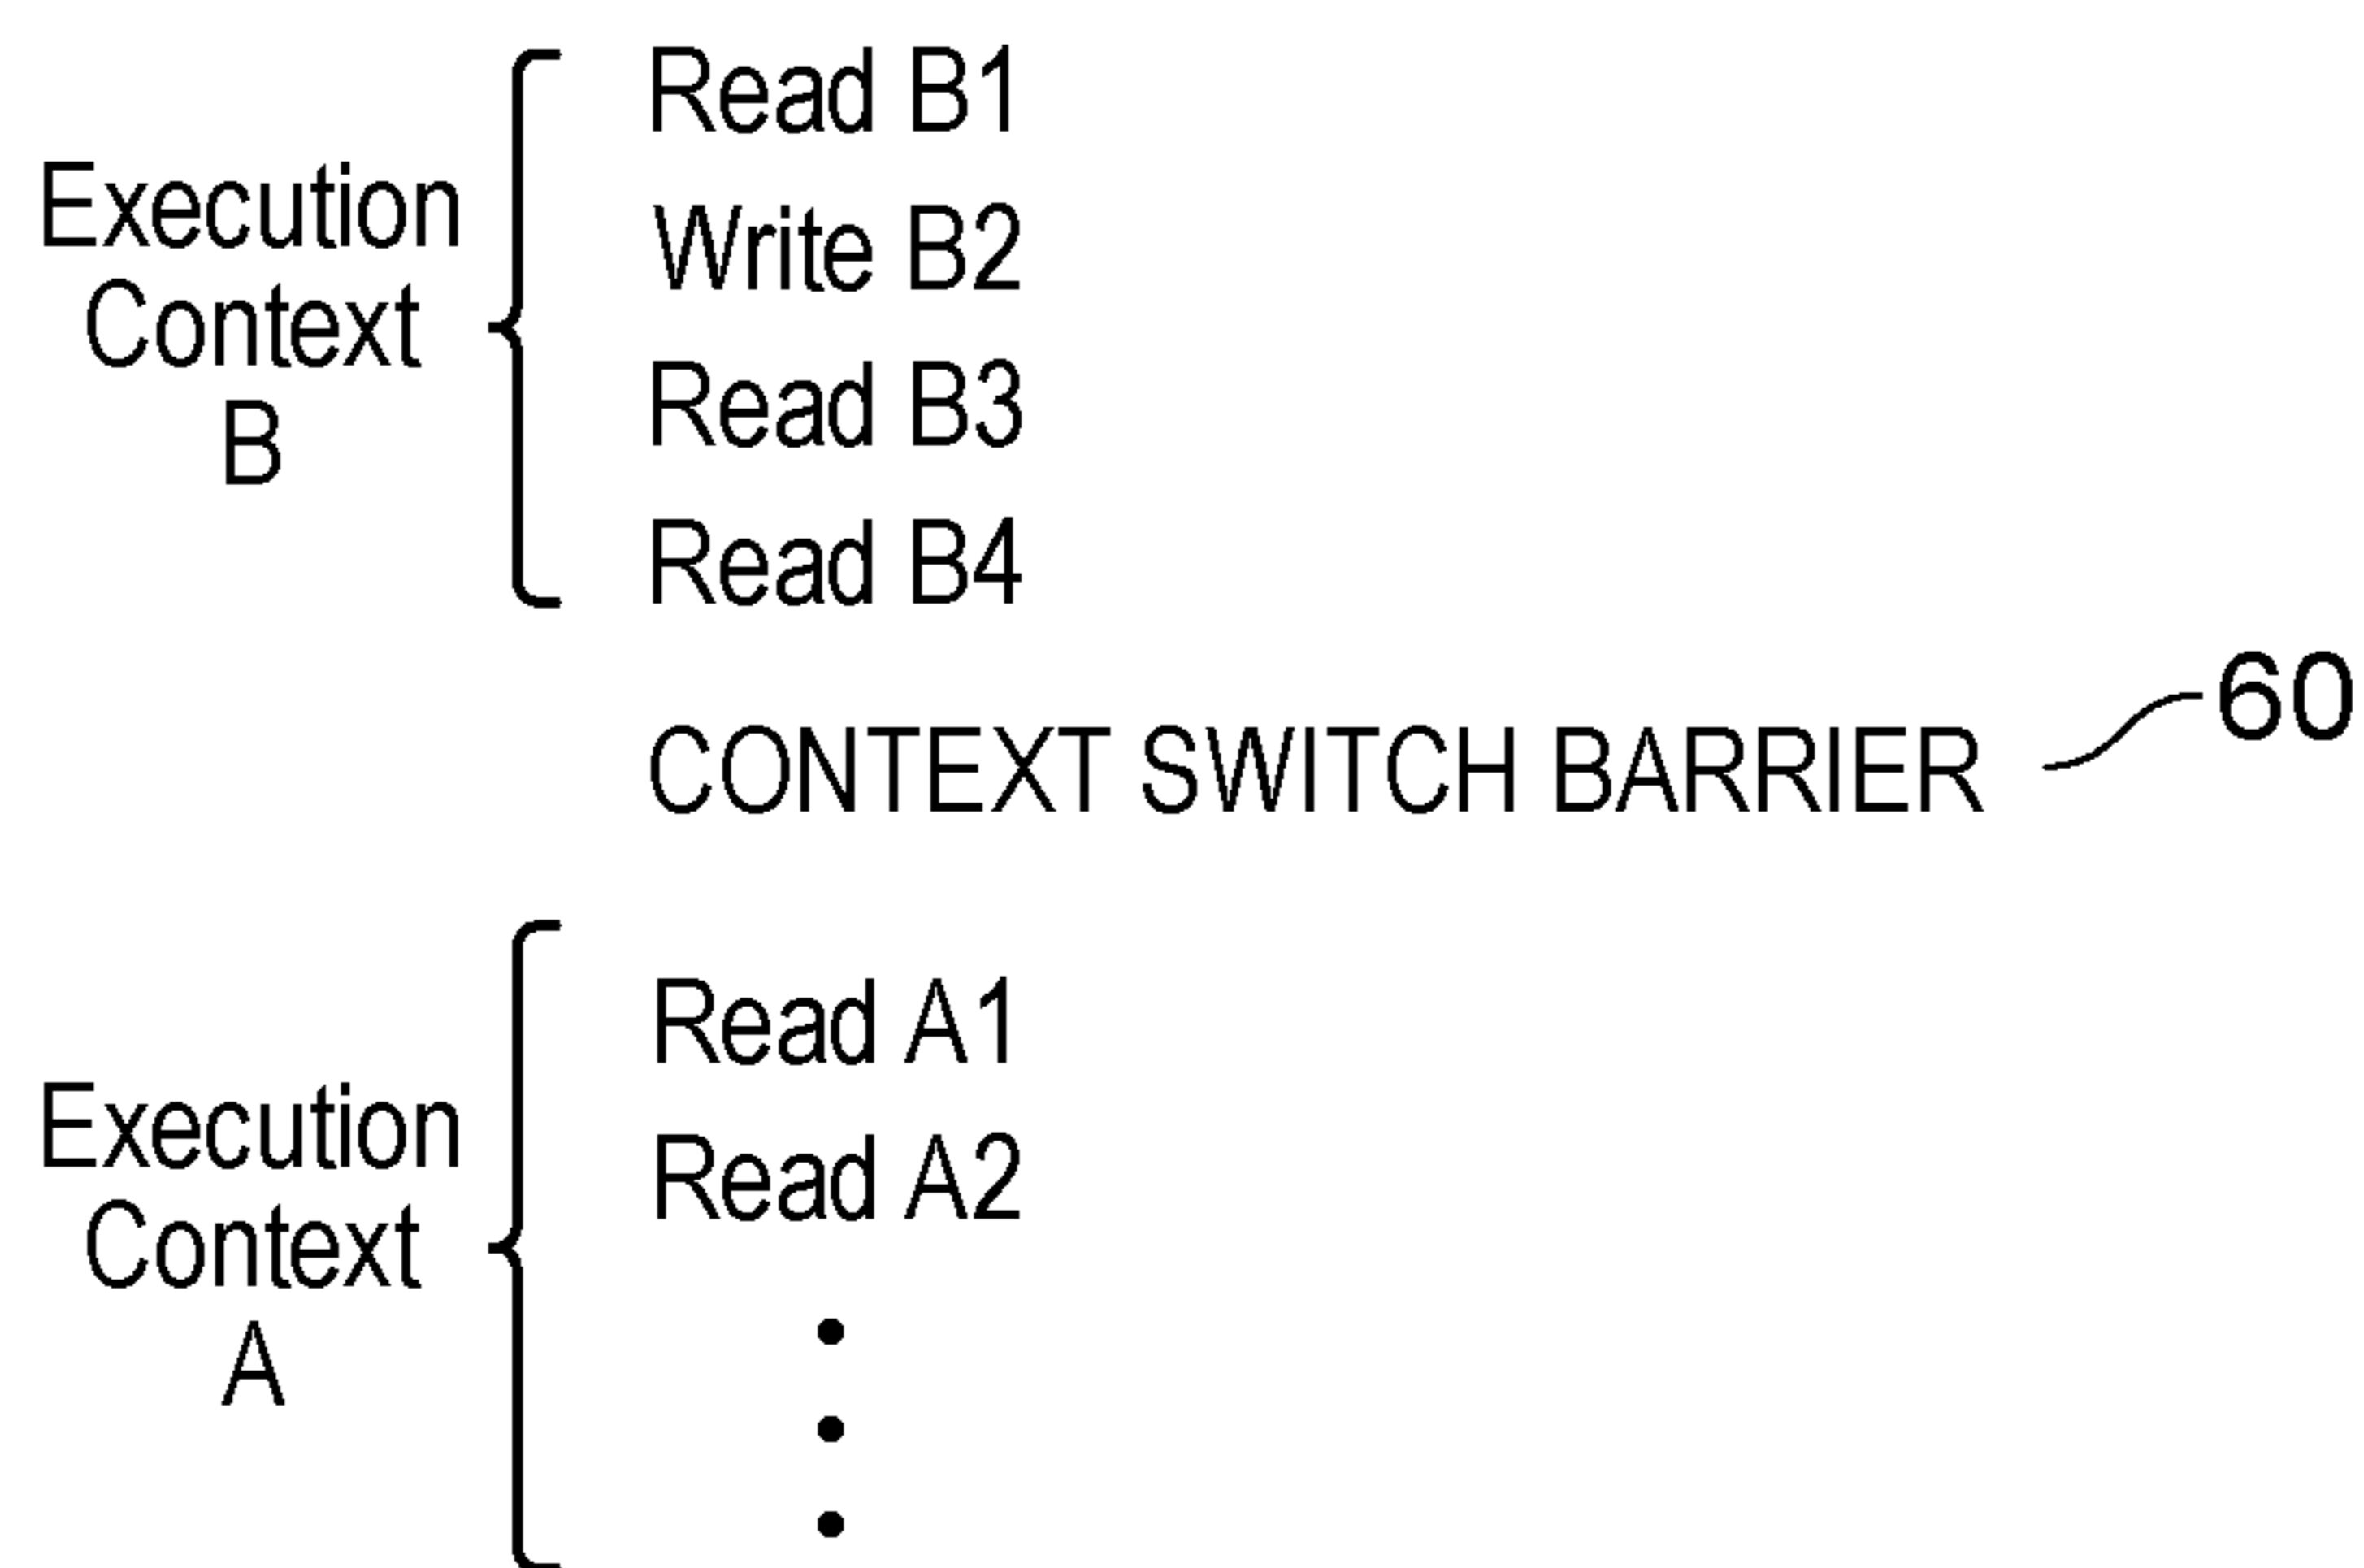 Execution
Context
B
Read B1
Write B2
Read B3
Read B4
CONTEXT SWITCH BARRIER
60
Execution
Context
A
Read A1
Read A2